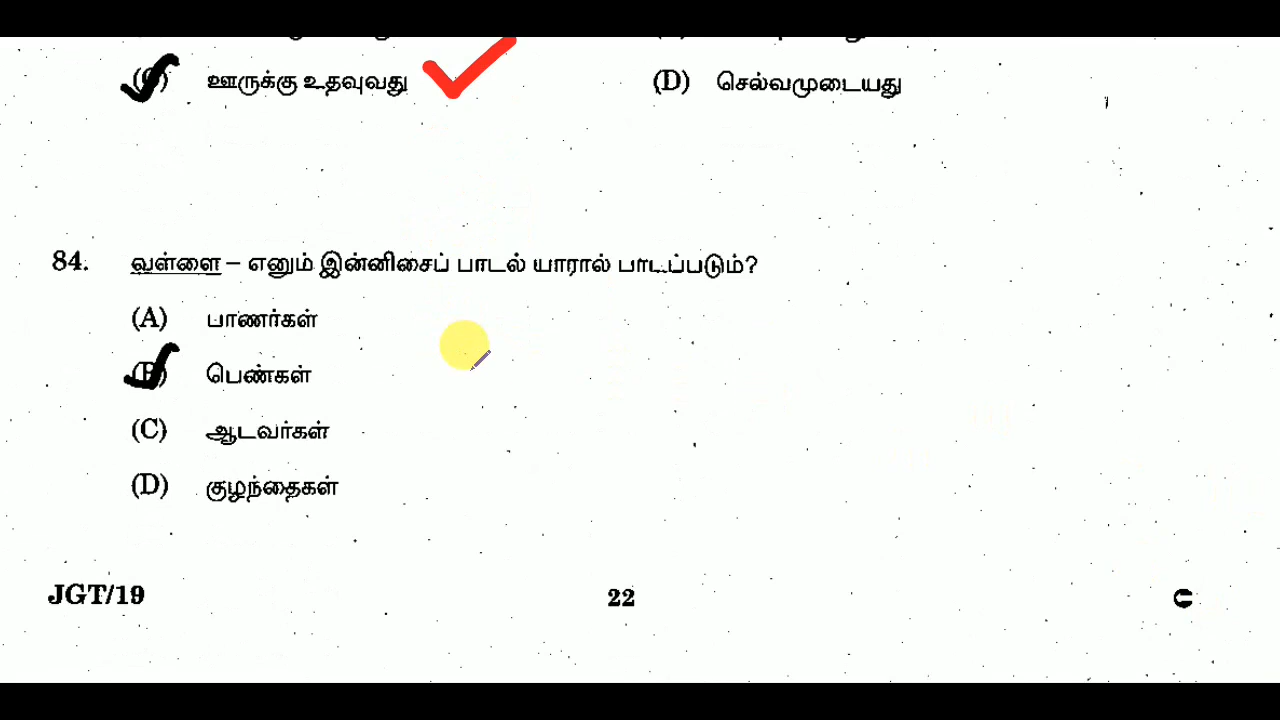 (C) ஊருக்கு உதவுவது (D) செல்வமுடையது
84. வள்ளை – எனும் இன்னிசைப் பாடல் யாரால் பாடப்படும்?
(A) பாணர்கள்
(B) பெண்கள்
(C) ஆடவர்கள்
(D) குழந்தைகள்
JGT/19 22